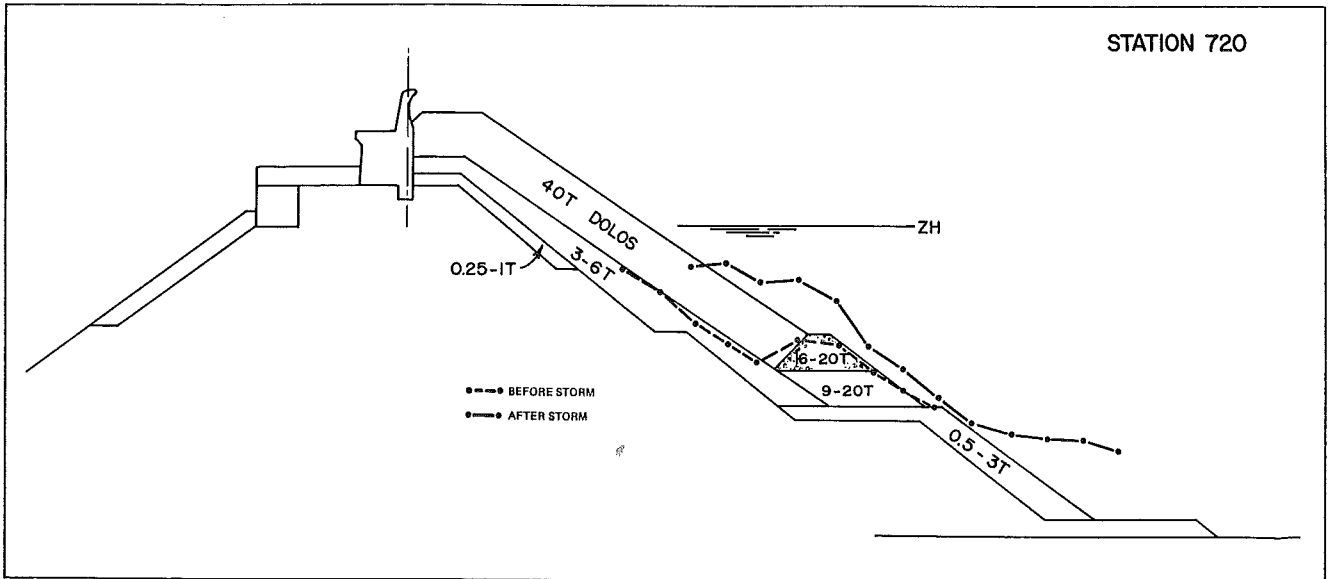 STATION 720
ZH
40T DOLOS
3-6T
0.25-1T
6-20T
9-20T
0.5-3T
BEFORE STORM
AFTER STORM